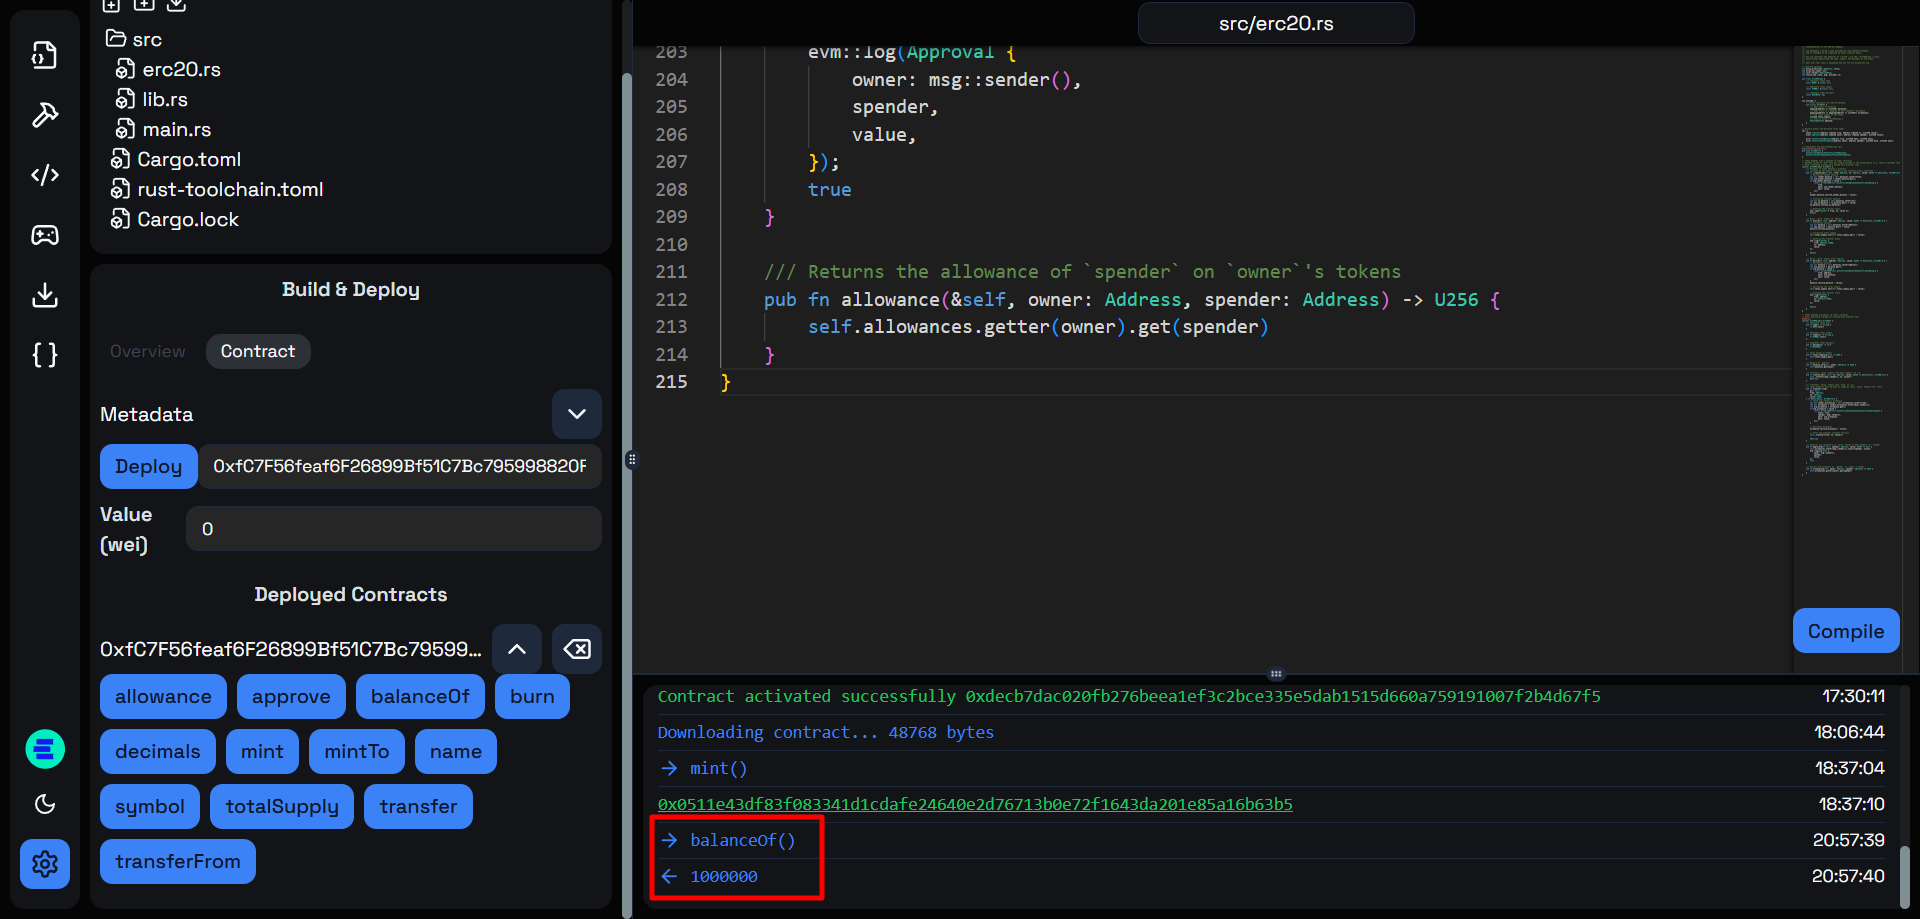 src
erc20.rs
lib.rs
main.rs
Cargo.toml
rust-toolchain.toml
Cargo.lock
Build & Deploy
Overview
Contract
Metadata
Deploy
0xfC7F56feaf6F26899Bf51C7Bc795998820F
Value
(wei)
0
Deployed Contracts
0xfC7F56feaf6F26899Bf51C7Bc79599...
allowance
approve
balanceOf
burn
decimals
mint
mintTo
name
symbol
totalSupply
transfer
transferFrom
src/erc20.rs
203 evm::log(Approval {
204 owner: msg::sender(),
205 spender,
206 value,
207 });
208 true
209 }
210
211 /// Returns the allowance of `spender` on `owner`'s tokens
212 pub fn allowance(&self, owner: Address, spender: Address) -> U256 {
213 self.allowances.getter(owner).get(spender)
214 }
215 }
Compile
Contract activated successfully 0xdecb7dac020fb276beea1ef3c2bce335e5dab1515d660a759191007f2b4d67f5 17:30:11
Downloading contract... 48768 bytes 18:06:44
→ mint() 18:37:04
0x0511e43df83f083341d1cdafe24640e2d76713b0e72f1643da201e85a16b63b5 18:37:10
→ balanceOf() 20:57:39
← 1000000 20:57:40